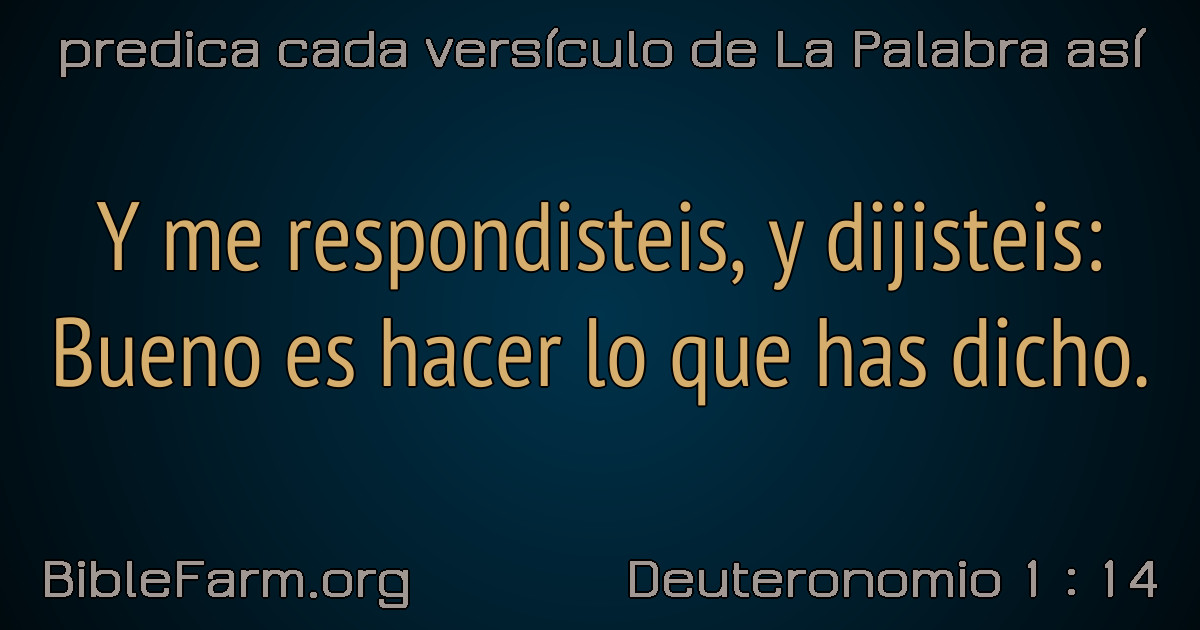 predica cada versículo de La Palabra así
Y me respondisteis, y dijisteis:
Bueno es hacer lo que has dicho.
BibleFarm.org
Deuteronomio 1 : 14